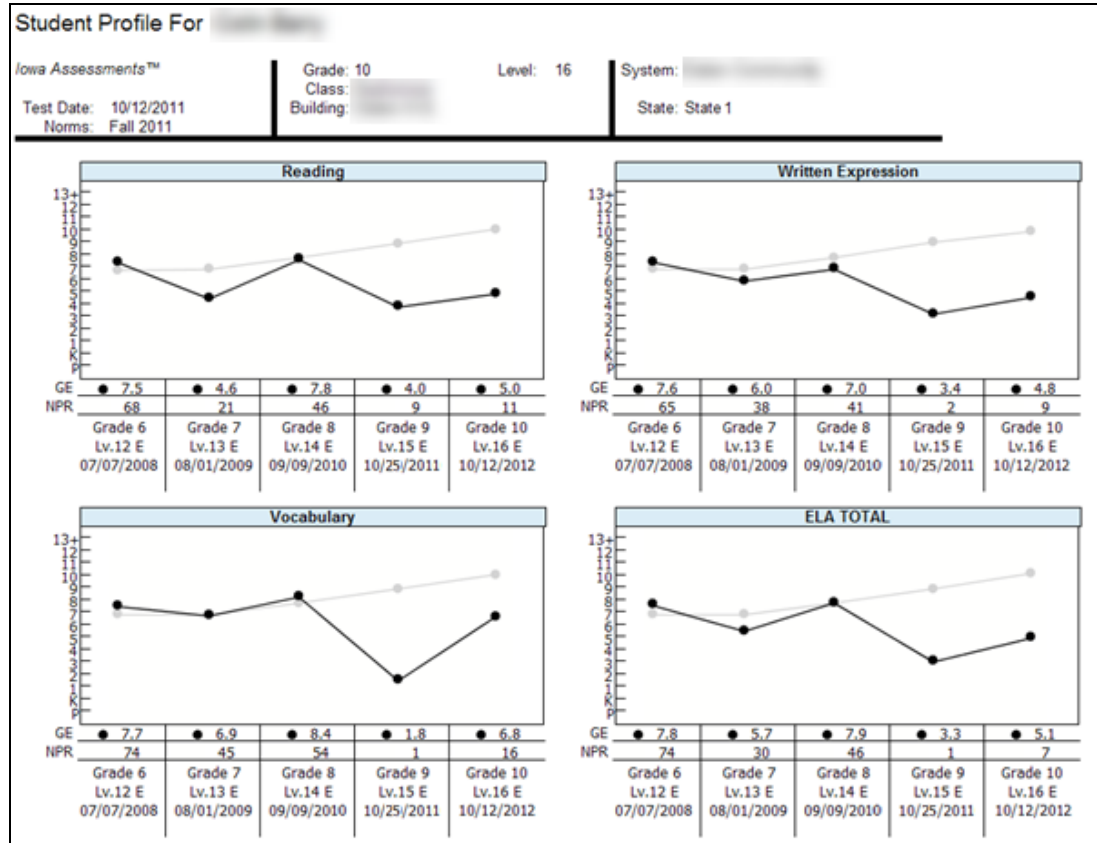 Student Profile For
Iowa Assessments™
Grade: 10 Level: 16
System:
Class:
Test Date: 10/12/2011
Building:
State: State 1
Norms: Fall 2011
Reading
13+
12
11
10
9
8
7
6
5
4
3
2
1
K
P
GE 7.5 4.6 7.8 4.0 5.0
NPR 68 21 46 9 11
Grade 6 Grade 7 Grade 8 Grade 9 Grade 10
Lv.12 E Lv.13 E Lv.14 E Lv.15 E Lv.16 E
07/07/2008 08/01/2009 09/09/2010 10/25/2011 10/12/2012
Written Expression
13+
12
11
10
9
8
7
6
5
4
3
2
1
K
P
GE 7.6 6.0 7.0 3.4 4.8
NPR 65 38 41 2 9
Grade 6 Grade 7 Grade 8 Grade 9 Grade 10
Lv.12 E Lv.13 E Lv.14 E Lv.15 E Lv.16 E
07/07/2008 08/01/2009 09/09/2010 10/25/2011 10/12/2012
Vocabulary
13+
12
11
10
9
8
7
6
5
4
3
2
1
K
P
GE 7.7 6.9 8.4 1.8 6.8
NPR 74 45 54 1 16
Grade 6 Grade 7 Grade 8 Grade 9 Grade 10
Lv.12 E Lv.13 E Lv.14 E Lv.15 E Lv.16 E
07/07/2008 08/01/2009 09/09/2010 10/25/2011 10/12/2012
ELA TOTAL
13+
12
11
10
9
8
7
6
5
4
3
2
1
K
P
GE 7.8 5.7 7.9 3.3 5.1
NPR 74 30 46 1 7
Grade 6 Grade 7 Grade 8 Grade 9 Grade 10
Lv.12 E Lv.13 E Lv.14 E Lv.15 E Lv.16 E
07/07/2008 08/01/2009 09/09/2010 10/25/2011 10/12/2012